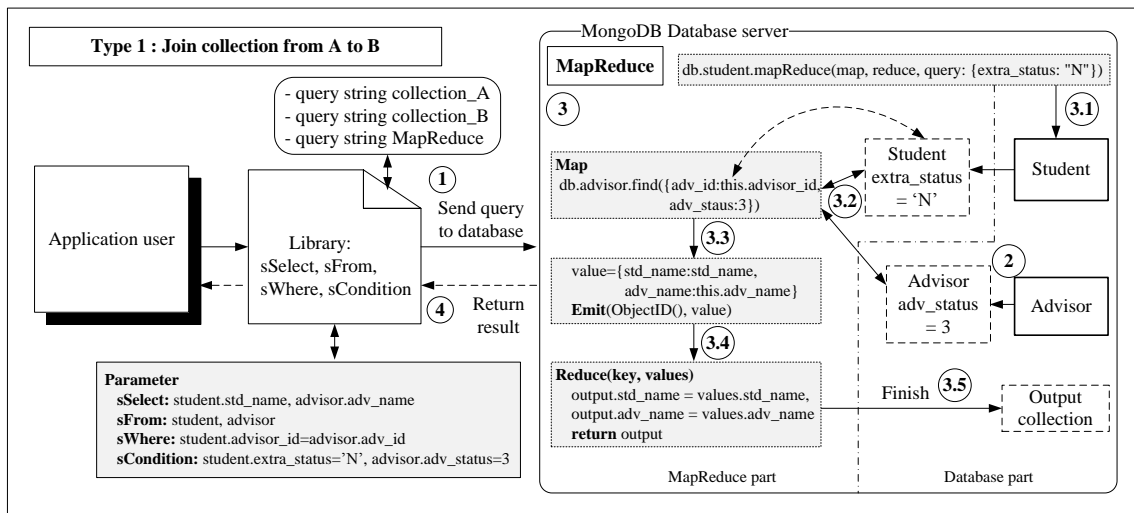 Type 1 : Join collection from A to B
- query string collection_A
- query string collection_B
- query string MapReduce
Application user
Library:
sSelect, sFrom,
sWhere, sCondition
1
Send query
to database
4
Return
result
Parameter
sSelect: student.std_name, advisor.adv_name
sFrom: student, advisor
sWhere: student.advisor_id=advisor.adv_id
sCondition: student.extra_status=’N’, advisor.adv_status=3
MongoDB Database server
MapReduce
db.student.mapReduce(map, reduce, query: {extra_status: "N"})
3
3.1
Map
db.advisor.find({adv_id:this.advisor_id,
adv_staus:3})
3.2
Student
extra_status
= ‘N’
Student
3.3
value={std_name:std_name,
adv_name:this.adv_name}
Emit(ObjectID(), value)
2
Advisor
adv_status
= 3
Advisor
3.4
Reduce(key, values)
output.std_name = values.std_name,
output.adv_name = values.adv_name
return output
Finish
3.5
Output
collection
MapReduce part
Database part